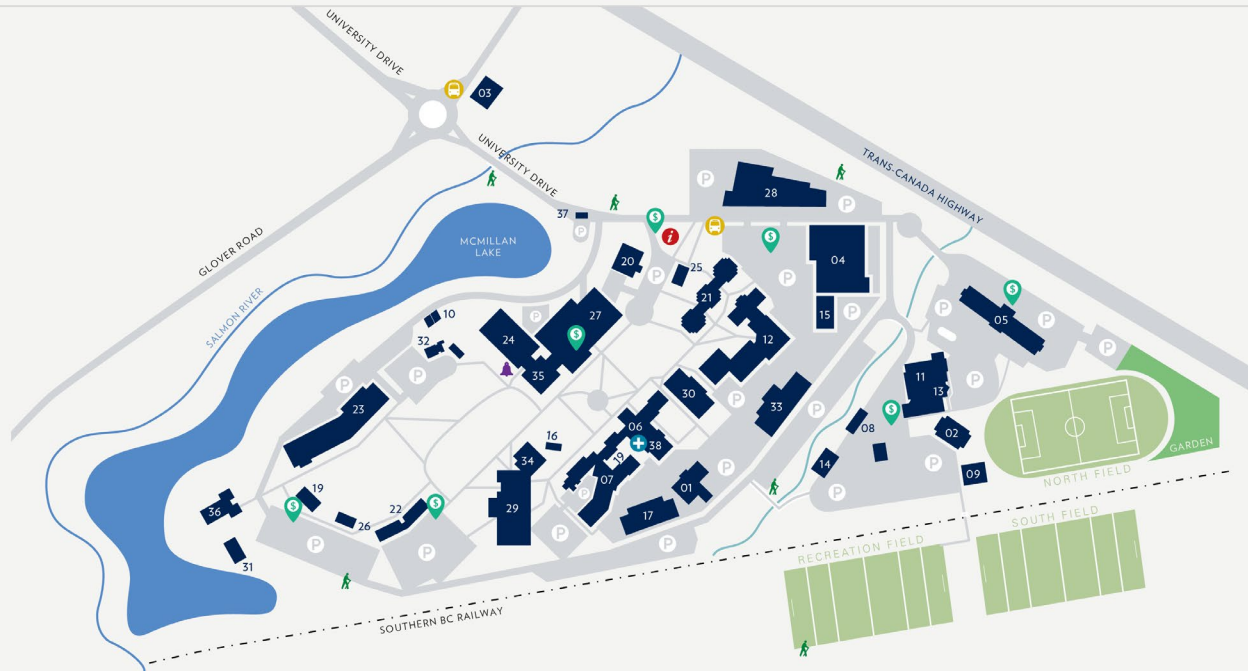 UNIVERSITY DRIVE
03
UNIVERSITY DRIVE
TRANS-CANADA HIGHWAY
GLOVER ROAD
SALMON RIVER
MCMILLAN
LAKE
P
28
P
37
$
P
i
$
20
25
P
P
04
21
27
15
P
P
$
05
P
P
10
P
24
$
12
32
35
P
P
11
13
P
23
30
P
33
P
$
08
02
GARDEN
16
06
38
19
34
07
P
P
01
14
P
P
09
NORTH FIELD
36
19
$
26
22
$
29
17
P
P
P
P
31
SOUTH FIELD
RECREATION FIELD
SOUTHERN BC RAILWAY